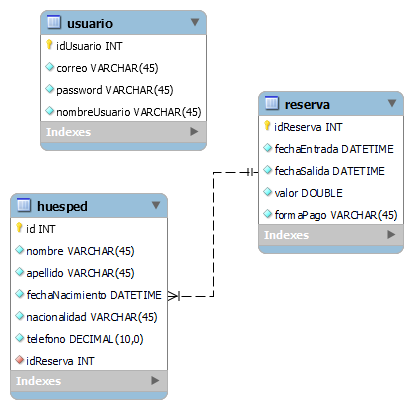 usuario
idUsuario INT
correo VARCHAR(45)
password VARCHAR(45)
nombreUsuario VARCHAR(45)
Indexes
reserva
idReserva INT
fechaEntrada DATETIME
fechaSalida DATETIME
valor DOUBLE
formaPago VARCHAR(45)
Indexes
huesped
id INT
nombre VARCHAR(45)
apellido VARCHAR(45)
fechaNacimiento DATETIME
nacionalidad VARCHAR(45)
telefono DECIMAL(10,0)
idReserva INT
Indexes